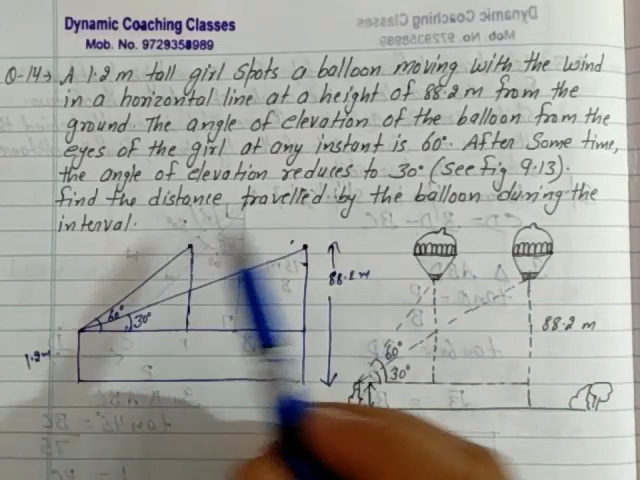 Dynamic Coaching Classes
Mob. No. 9729358989
Q-14→ A 1.2 m tall girl spots a balloon moving with the wind
in a horizontal line at a height of 88.2 m from the
ground. The angle of elevation of the balloon from the
eyes of the girl at any instant is 60°. After some time,
the angle of elevation reduces to 30° (see fig 9.13).
find the distance travelled by the balloon during the
interval.
60°
30°
1.2m
88.2m
60°
30°
88.2 m